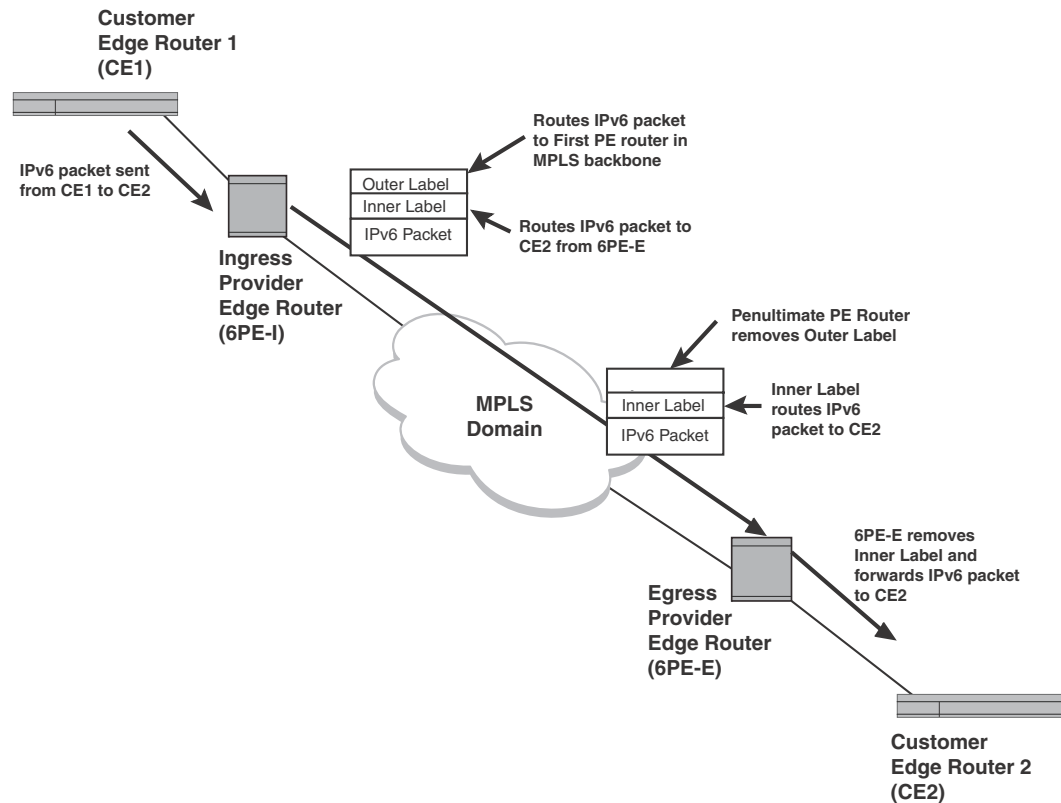 Customer
Edge Router 1
(CE1)
IPv6 packet sent
from CE1 to CE2
Routes IPv6 packet
to First PE router in
MPLS backbone
Outer Label
Inner Label
IPv6 Packet
Routes IPv6 packet to
CE2 from 6PE-E
Ingress
Provider
Edge Router
(6PE-I)
Penultimate PE Router
removes Outer Label
MPLS
Domain
Inner Label
IPv6 Packet
Inner Label
routes IPv6
packet to CE2
6PE-E removes
Inner Label and
forwards IPv6 packet
to CE2
Egress
Provider
Edge Router
(6PE-E)
Customer
Edge Router 2
(CE2)